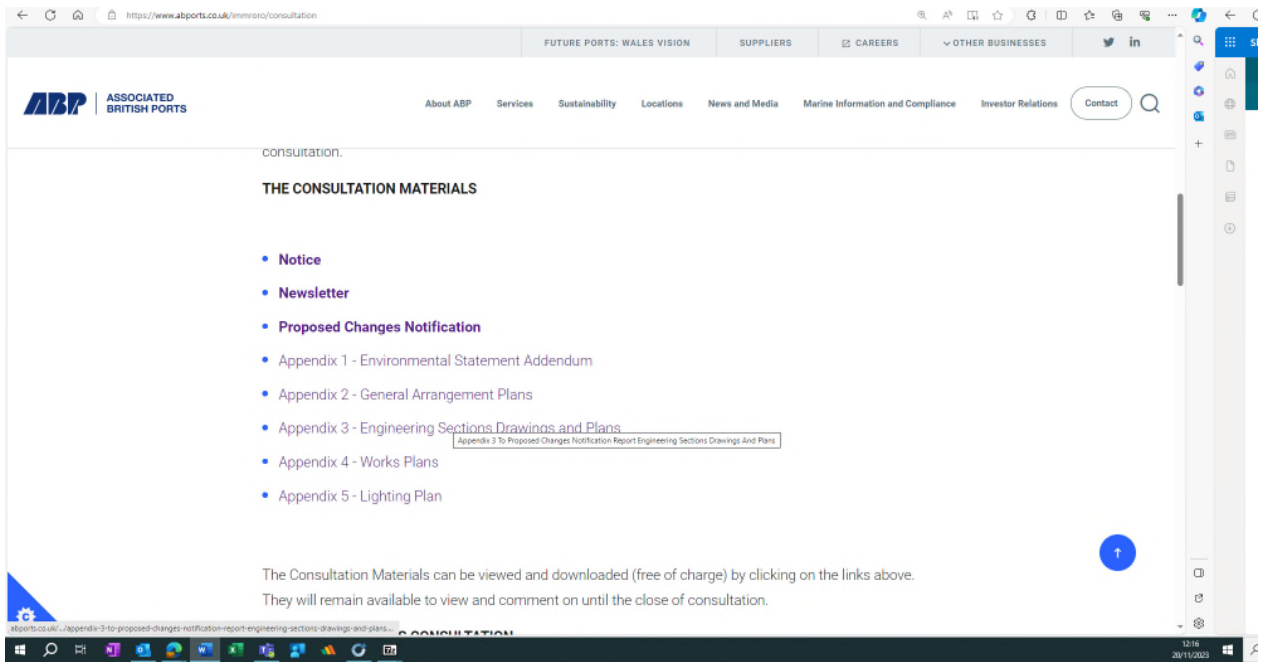 https://www.abports.co.uk/immroro/consultation
FUTURE PORTS: WALES VISION
SUPPLIERS
CAREERS
OTHER BUSINESSES
in
ABP
ASSOCIATED
BRITISH PORTS
About ABP
Services
Sustainability
Locations
News and Media
Marine Information and Compliance
Investor Relations
Contact
consultation.
THE CONSULTATION MATERIALS
Notice
Newsletter
Proposed Changes Notification
Appendix 1 - Environmental Statement Addendum
Appendix 2 - General Arrangement Plans
Appendix 3 - Engineering Sections Drawings and Plans
Appendix 3 To Proposed Changes Notification Report Engineering Sections Drawings And Plans
Appendix 4 - Works Plans
Appendix 5 - Lighting Plan
The Consultation Materials can be viewed and downloaded (free of charge) by clicking on the links above.
They will remain available to view and comment on until the close of consultation.
abports.co.uk/.../appendix-3-to-proposed-changes-notification-report-engineering-sections-drawings-and-plans...
CONSULTATION
12:16
20/11/2023